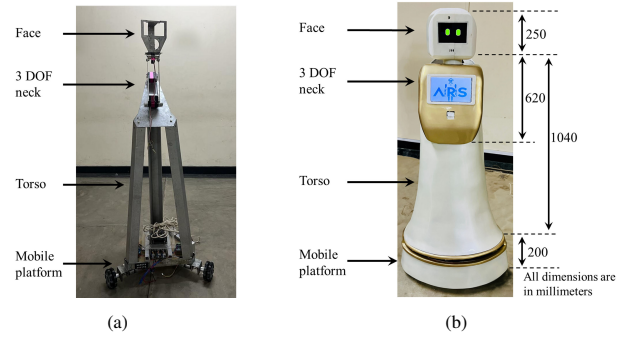 Face
3 DOF
neck
Torso
Mobile
platform
(a)
Face
3 DOF
neck
Torso
Mobile
platform
ARS
250
620
1040
200
All dimensions are
in millimeters
(b)